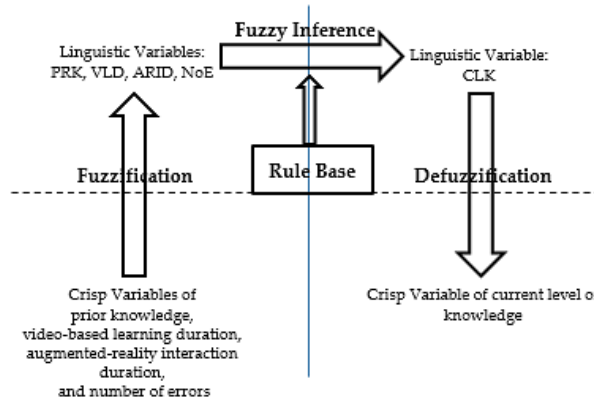 Fuzzy Inference
Linguistic Variables:
PRK, VLD, ARID, NoE
Linguistic Variable:
CLK
Fuzzification
Rule Base
Defuzzification
Crisp Variables of
prior knowledge,
video-based learning duration,
augmented-reality interaction
duration,
and number of errors
Crisp Variable of current level o
knowledge